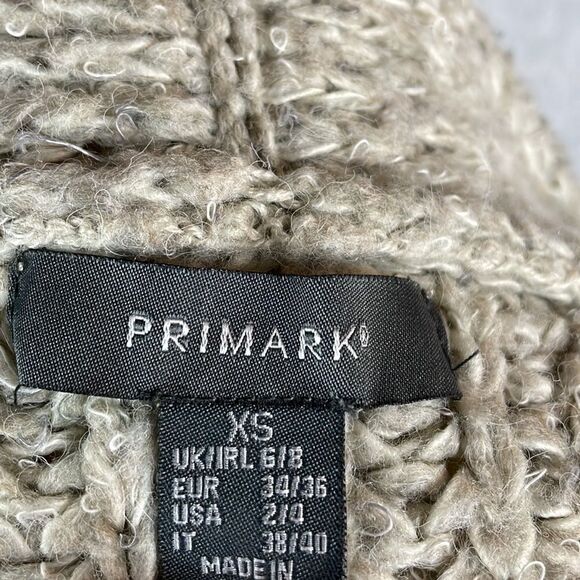 PRIMARK®
XS
UK/IRL 6/8
EUR 34/36
USA 2/4
IT 38/40
MADE IN